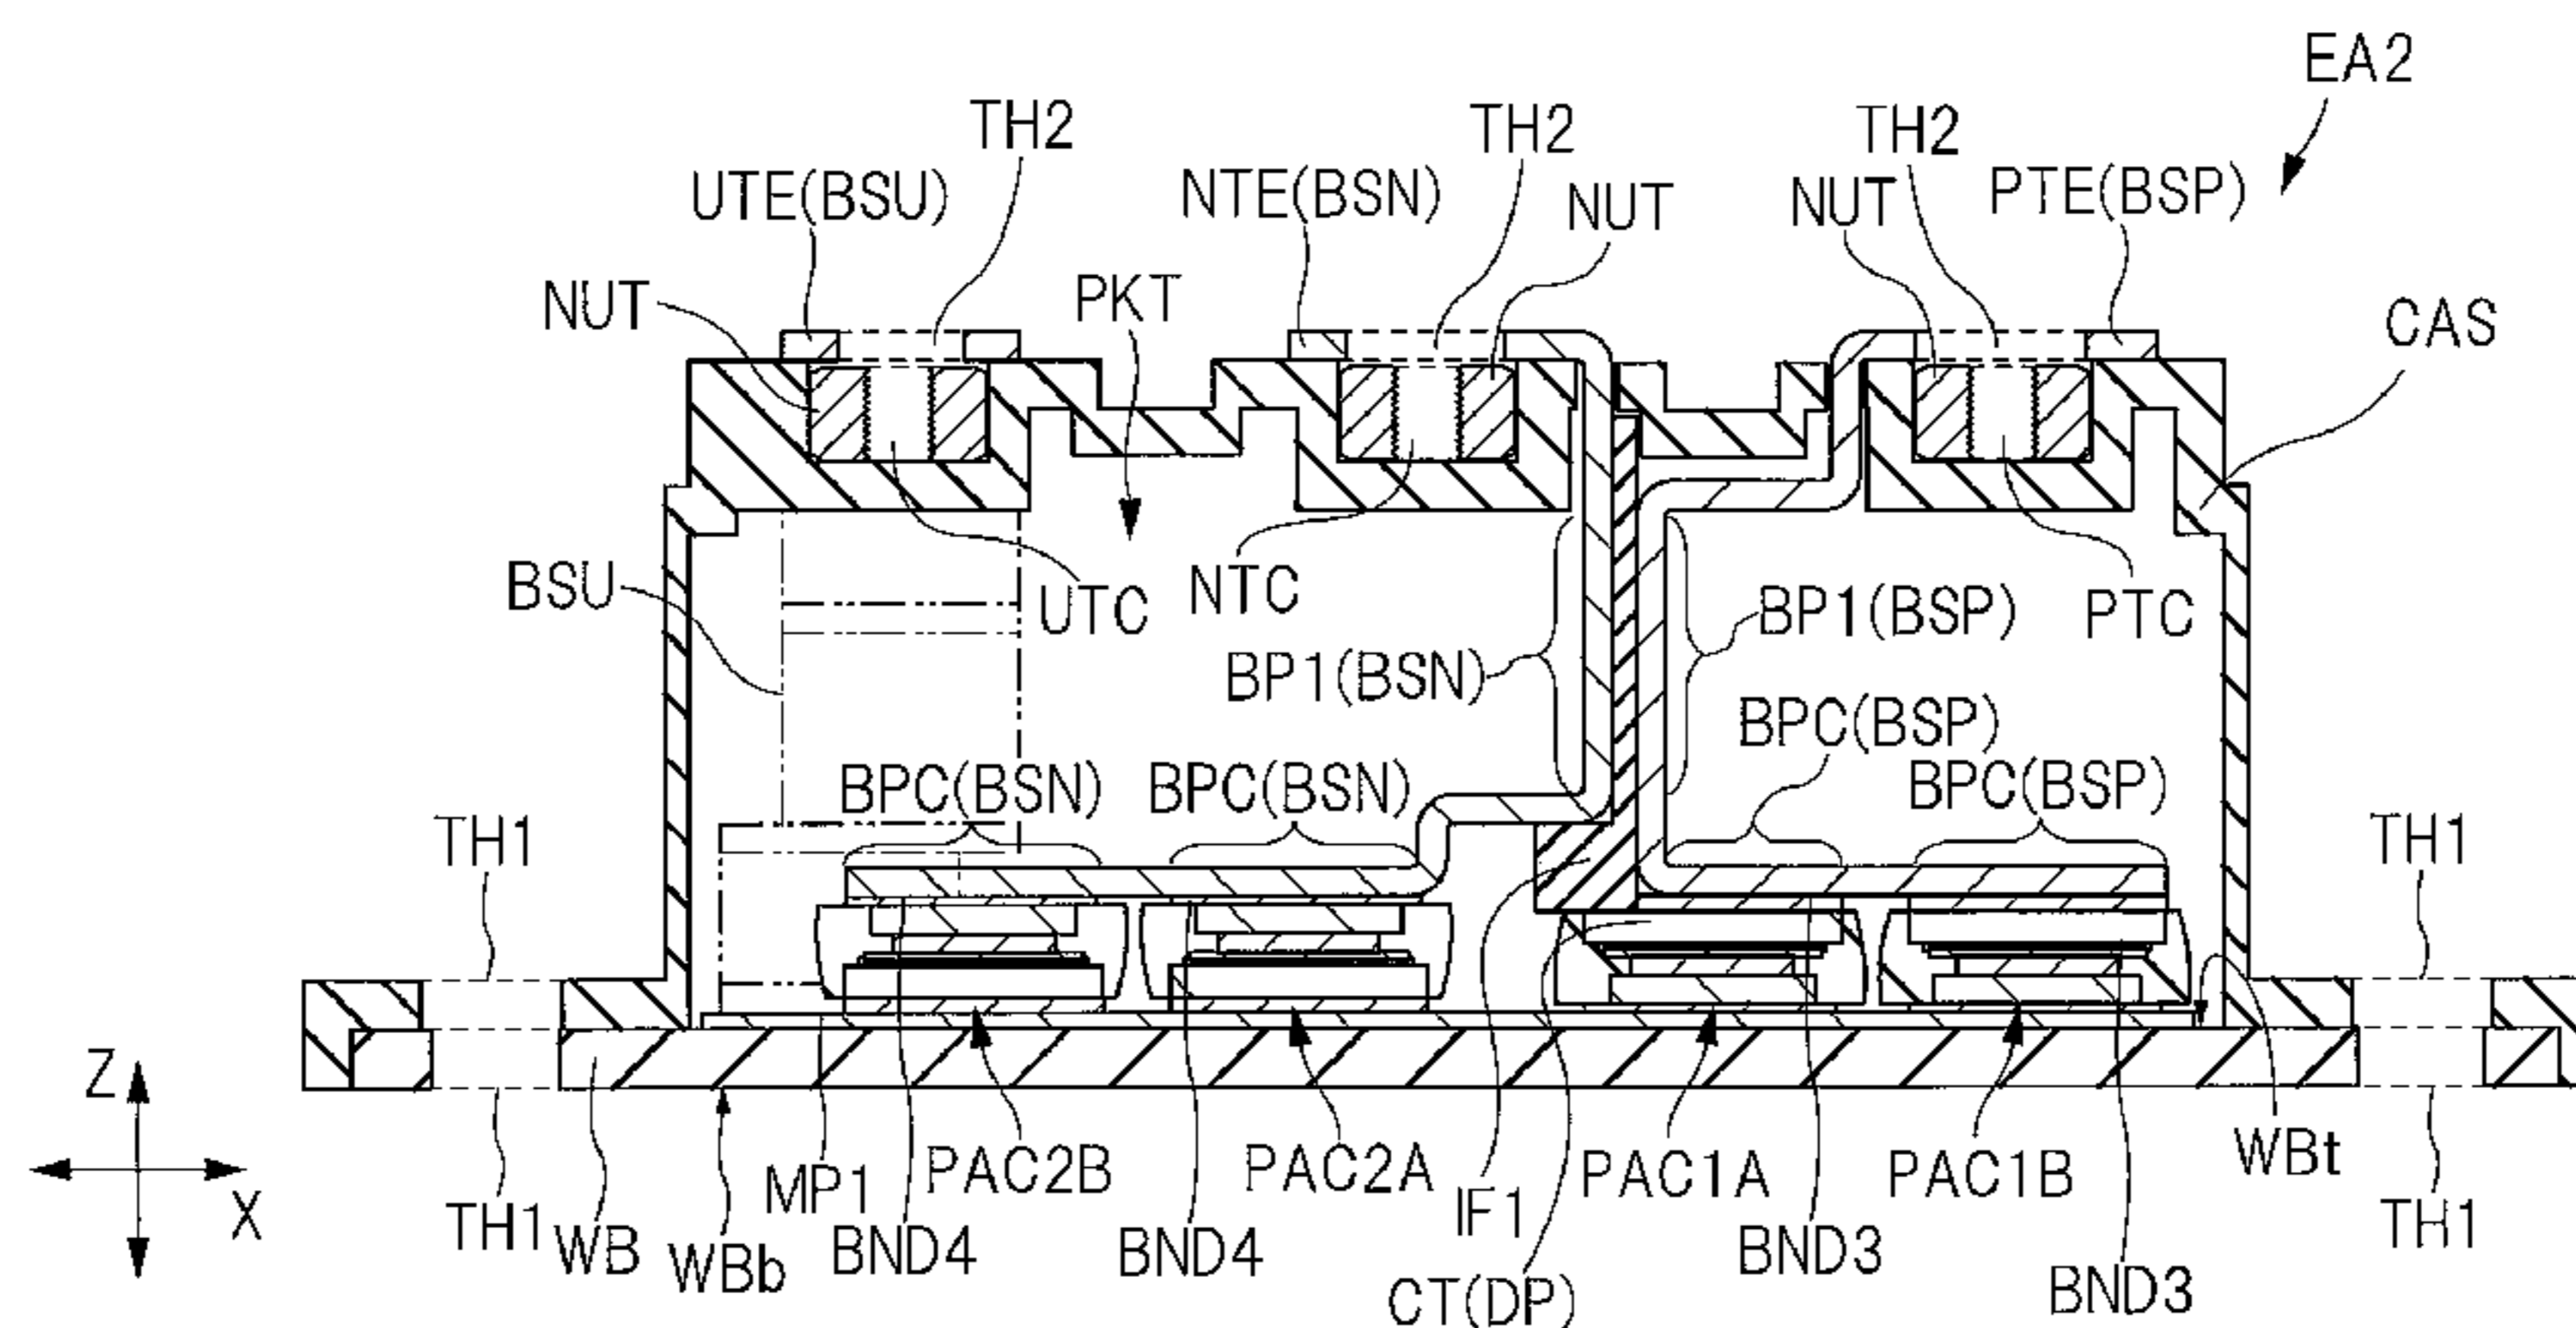 EA2
TH2
TH2
TH2
UTE(BSU)
NTE(BSN)
NUT
NUT
PTE(BSP)
NUT
PKT
CAS
BSU
UTC
NTC
BP1(BSP)
PTC
BP1(BSN)
BPC(BSP)
BPC(BSN)
BPC(BSN)
BPC(BSP)
TH1
TH1
Z
X
TH1
WB
WBb
MP1
BND4
PAC2B
BND4
PAC2A
IF1
CT(DP)
PAC1A
BND3
PAC1B
BND3
WBt
TH1